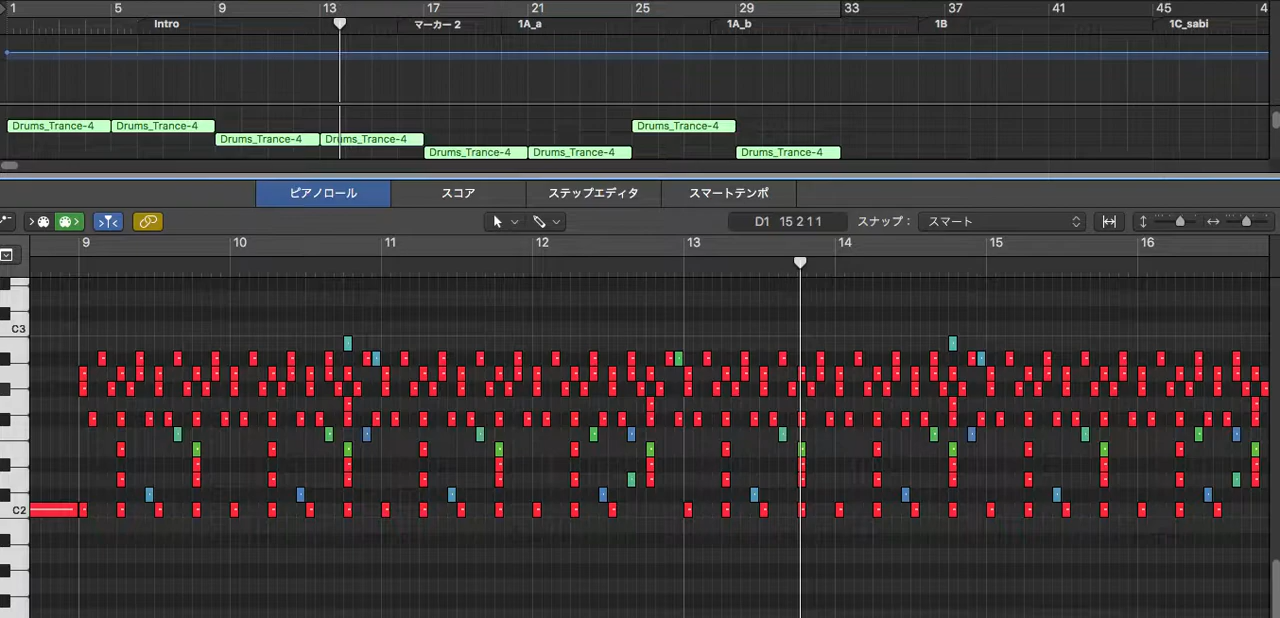 1 5 9 13 17 21 25 29 33 37 41 45 4
Intro マーカー 2 1A_a 1A_b 1B 1C_sabi
Drums_Trance-4 Drums_Trance-4 Drums_Trance-4
Drums_Trance-4 Drums_Trance-4
Drums_Trance-4 Drums_Trance-4 Drums_Trance-4
ピアノロール スコア ステップエディタ スマートテンポ
D1 15 2 1 1 スナップ： スマート
9 10 11 12 13 14 15 16
C3
C2